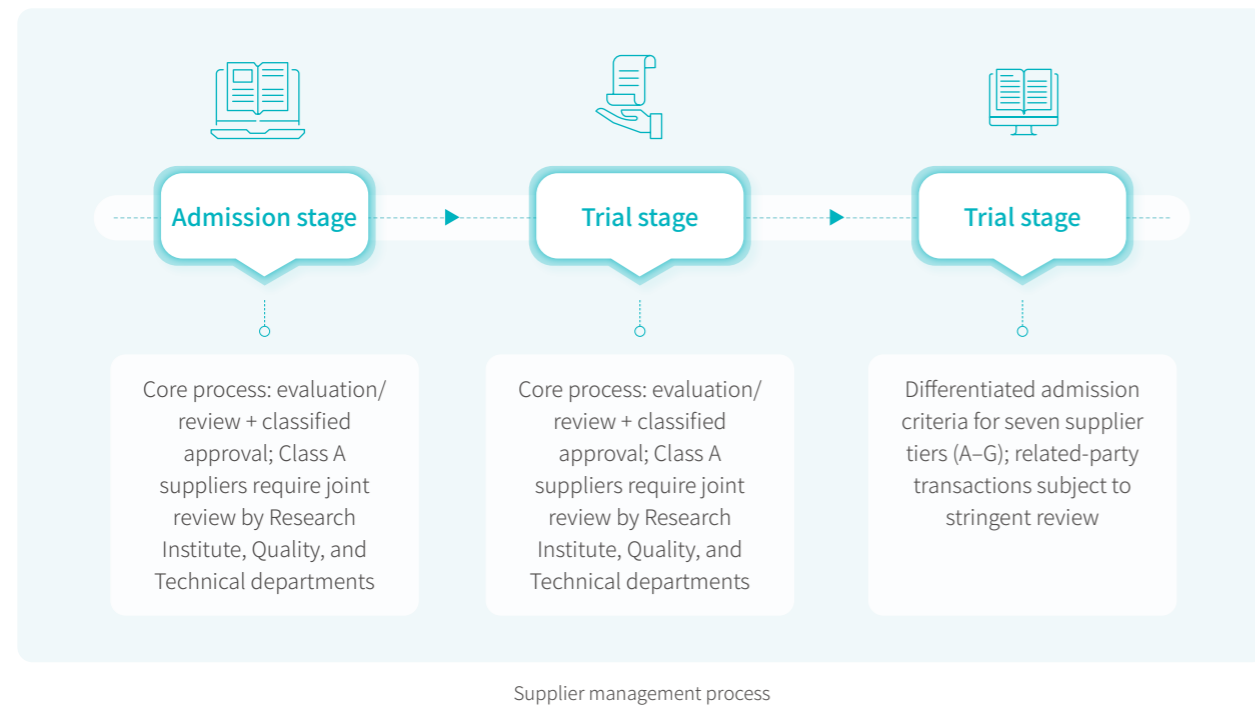 Admission stage
Trial stage
Trial stage
Core process: evaluation/
review + classified
approval; Class A
suppliers require joint
review by Research
Institute, Quality, and
Technical departments
Core process: evaluation/
review + classified
approval; Class A
suppliers require joint
review by Research
Institute, Quality, and
Technical departments
Differentiated admission
criteria for seven supplier
tiers (A–G); related-party
transactions subject to
stringent review
Supplier management process